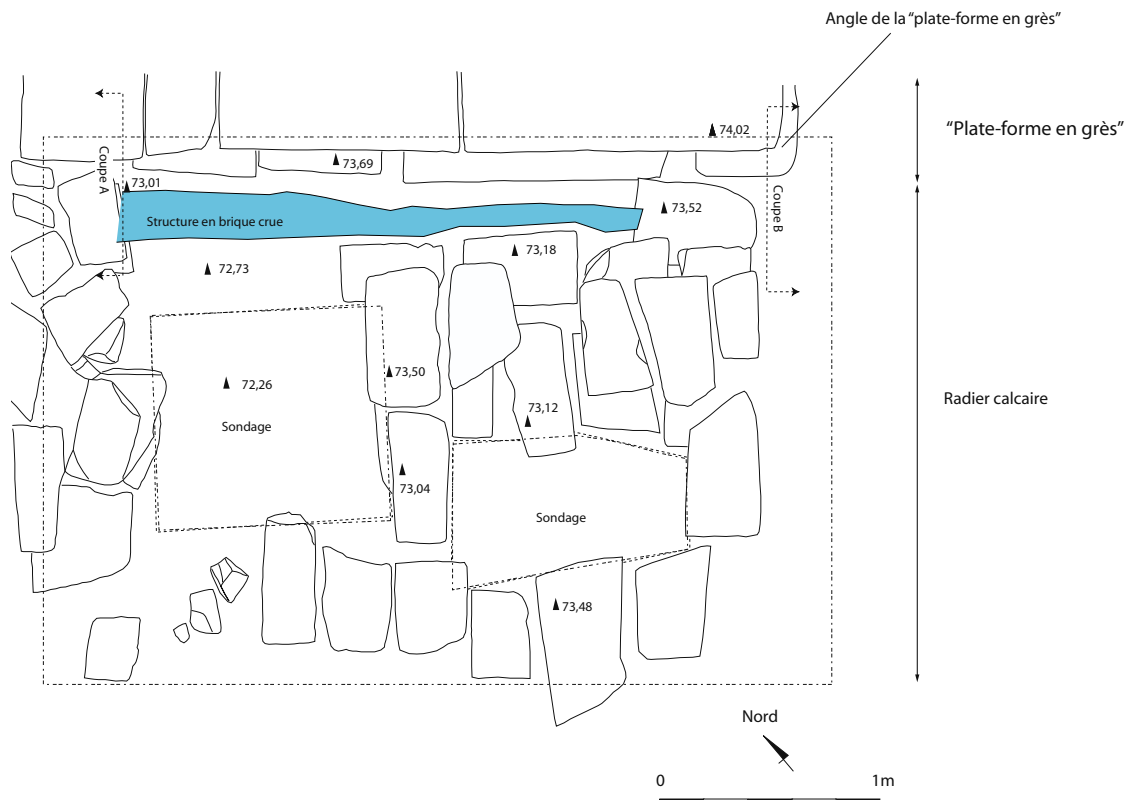 Angle de la “plate-forme en grès”
“Plate-forme en grès”
74,02
Coupe A
73,69
73,01
Coupe B
73,52
Structure en brique crue
73,18
72,73
73,50
72,26
Radier calcaire
73,12
Sondage
73,04
Sondage
73,48
Nord
0
1m